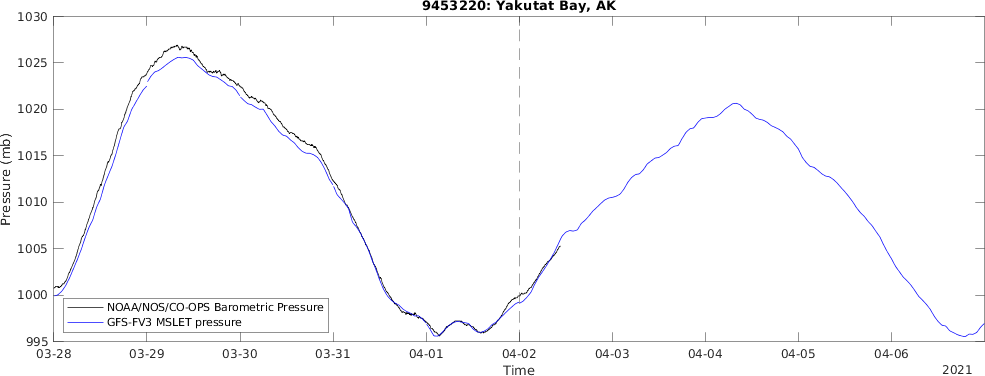 9453220: Yakutat Bay, AK
Pressure (mb)
1030
1025
1020
1015
1010
1005
1000
995
NOAA/NOS/CO-OPS Barometric Pressure
GFS-FV3 MSLET pressure
03-28 03-29 03-30 03-31 04-01 04-02 04-03 04-04 04-05 04-06
Time
2021